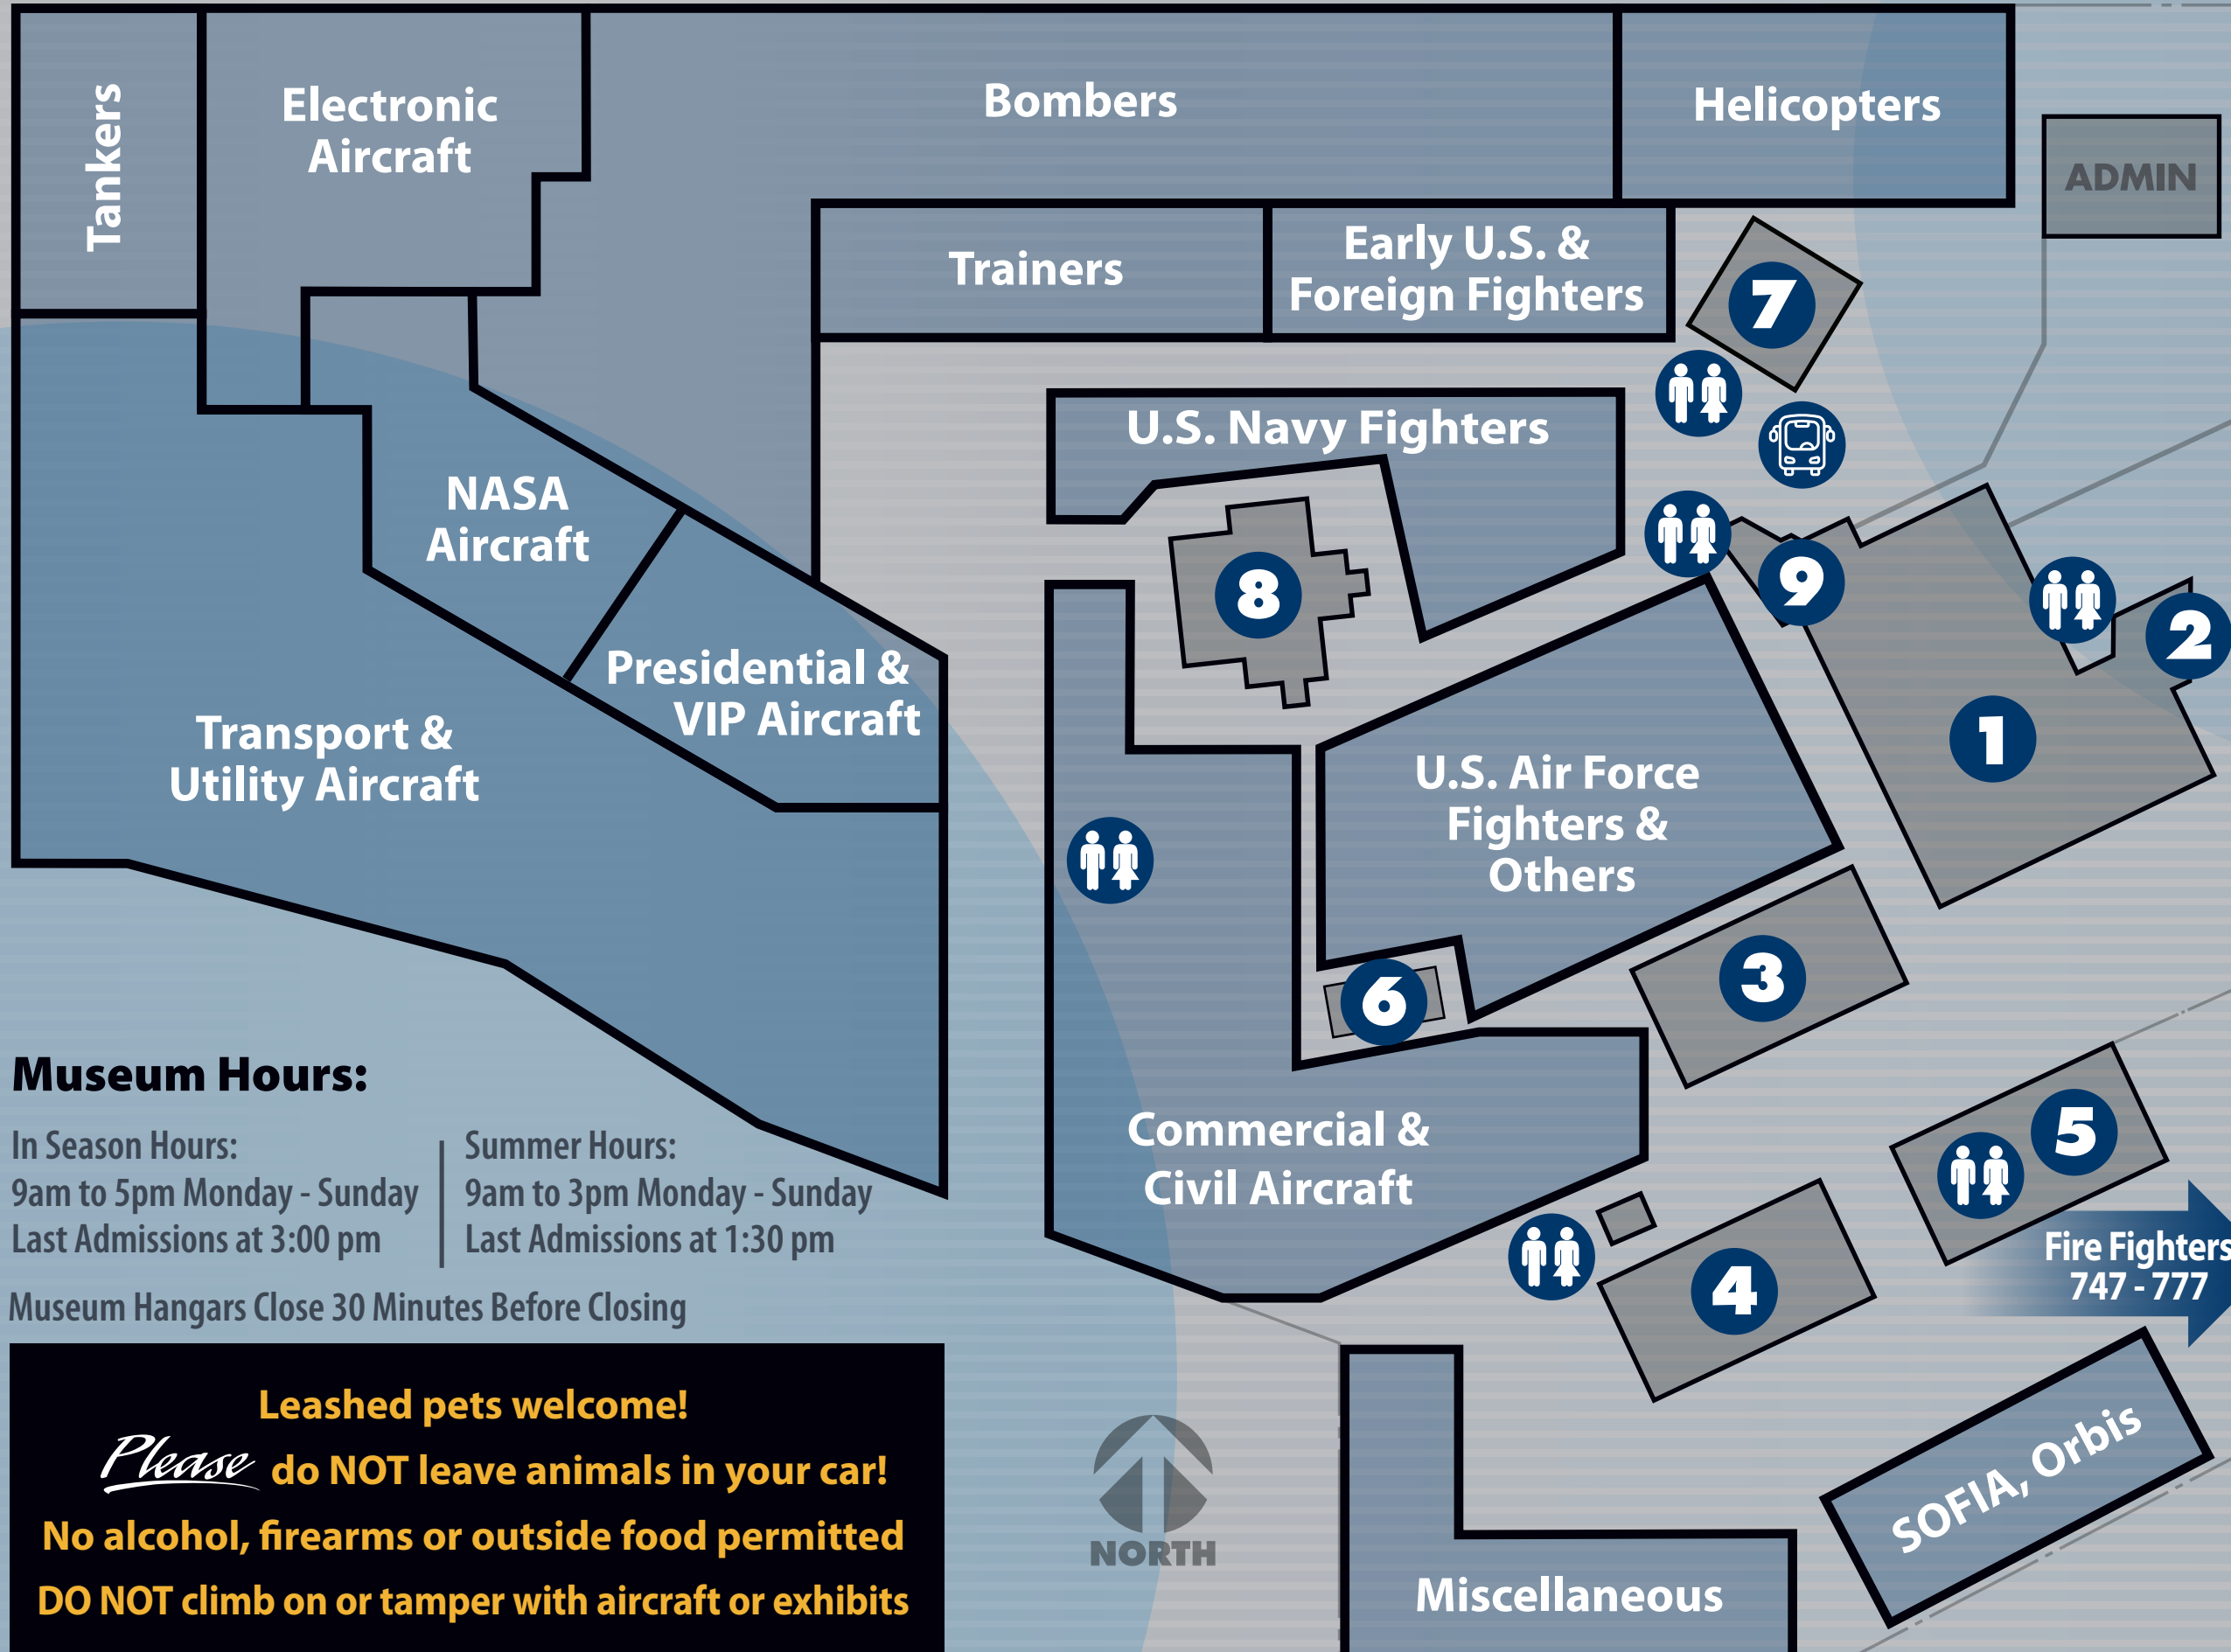 Tankers
Electronic
Aircraft
Bombers
Helicopters
ADMIN
Trainers
Early U.S. &
Foreign Fighters
7
U.S. Navy Fighters
NASA
Aircraft
8
9
2
Presidential &
VIP Aircraft
1
Transport &
Utility Aircraft
U.S. Air Force
Fighters &
Others
3
6
Commercial &
Civil Aircraft
5
4
Fire Fighters
747 - 777
SOFIA, Orbis
Miscellaneous
NORTH
Museum Hours:
In Season Hours:
9am to 5pm Monday - Sunday
Last Admissions at 3:00 pm
Summer Hours:
9am to 3pm Monday - Sunday
Last Admissions at 1:30 pm
Museum Hangars Close 30 Minutes Before Closing
Leashed pets welcome!
Please do NOT leave animals in your car!
No alcohol, firearms or outside food permitted
DO NOT climb on or tamper with aircraft or exhibits